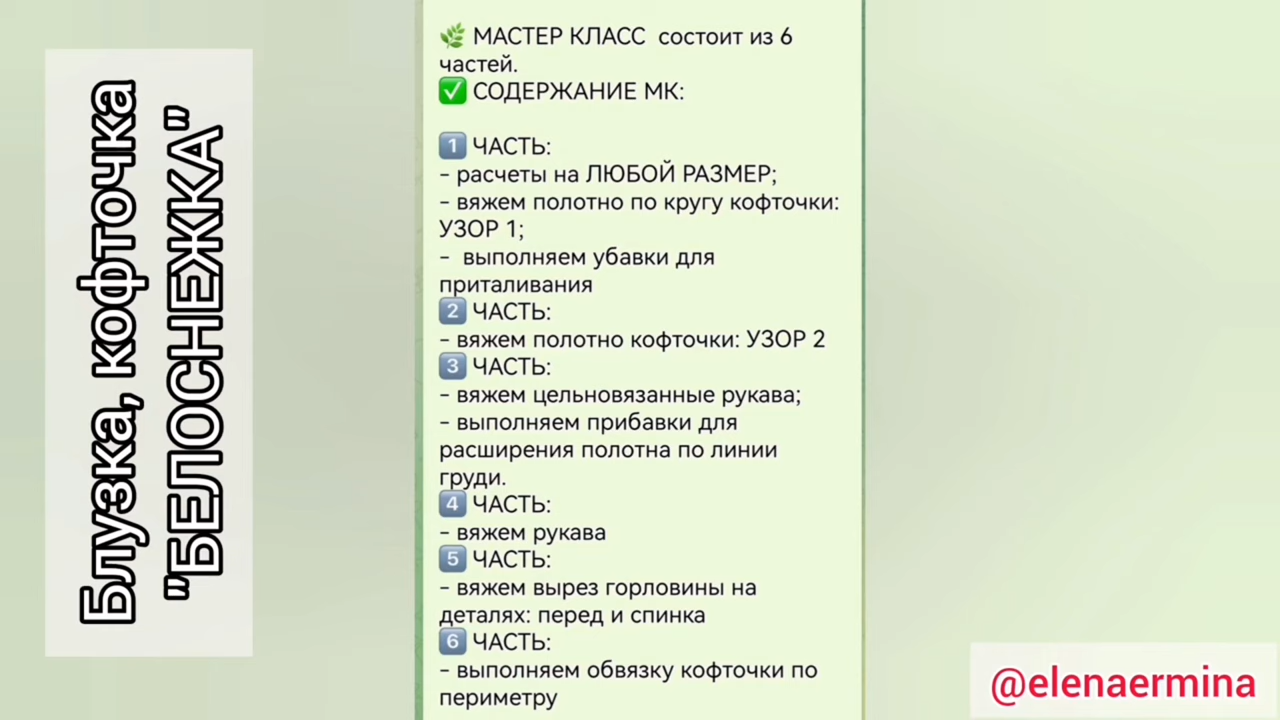 Блузка, кофточка
"БЕЛОСНЕЖКА"
🌿 МАСТЕР КЛАСС состоит из 6
частей.
✅ СОДЕРЖАНИЕ МК:
1️⃣ ЧАСТЬ:
- расчеты на ЛЮБОЙ РАЗМЕР;
- вяжем полотно по кругу кофточки:
УЗОР 1;
- выполняем убавки для
приталивания
2️⃣ ЧАСТЬ:
- вяжем полотно кофточки: УЗОР 2
3️⃣ ЧАСТЬ:
- вяжем цельновязанные рукава;
- выполняем прибавки для
расширения полотна по линии
груди.
4️⃣ ЧАСТЬ:
- вяжем рукава
5️⃣ ЧАСТЬ:
- вяжем вырез горловины на
деталях: перед и спинка
6️⃣ ЧАСТЬ:
- выполняем обвязку кофточки по
периметру
@elenaermina